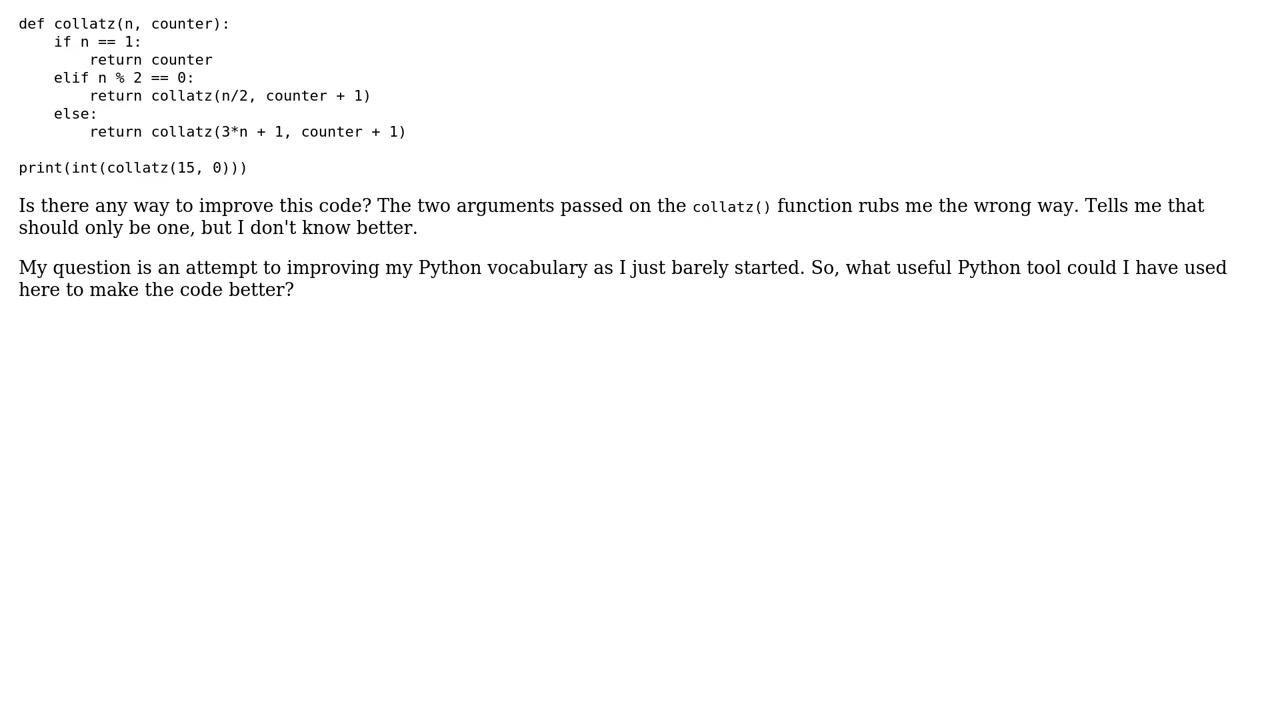 def collatz(n, counter):
    if n == 1:
        return counter
    elif n % 2 == 0:
        return collatz(n/2, counter + 1)
    else:
        return collatz(3*n + 1, counter + 1)

print(int(collatz(15, 0)))
Is there any way to improve this code? The two arguments passed on the collatz() function rubs me the wrong way. Tells me that
should only be one, but I don't know better.
My question is an attempt to improving my Python vocabulary as I just barely started. So, what useful Python tool could I have used
here to make the code better?